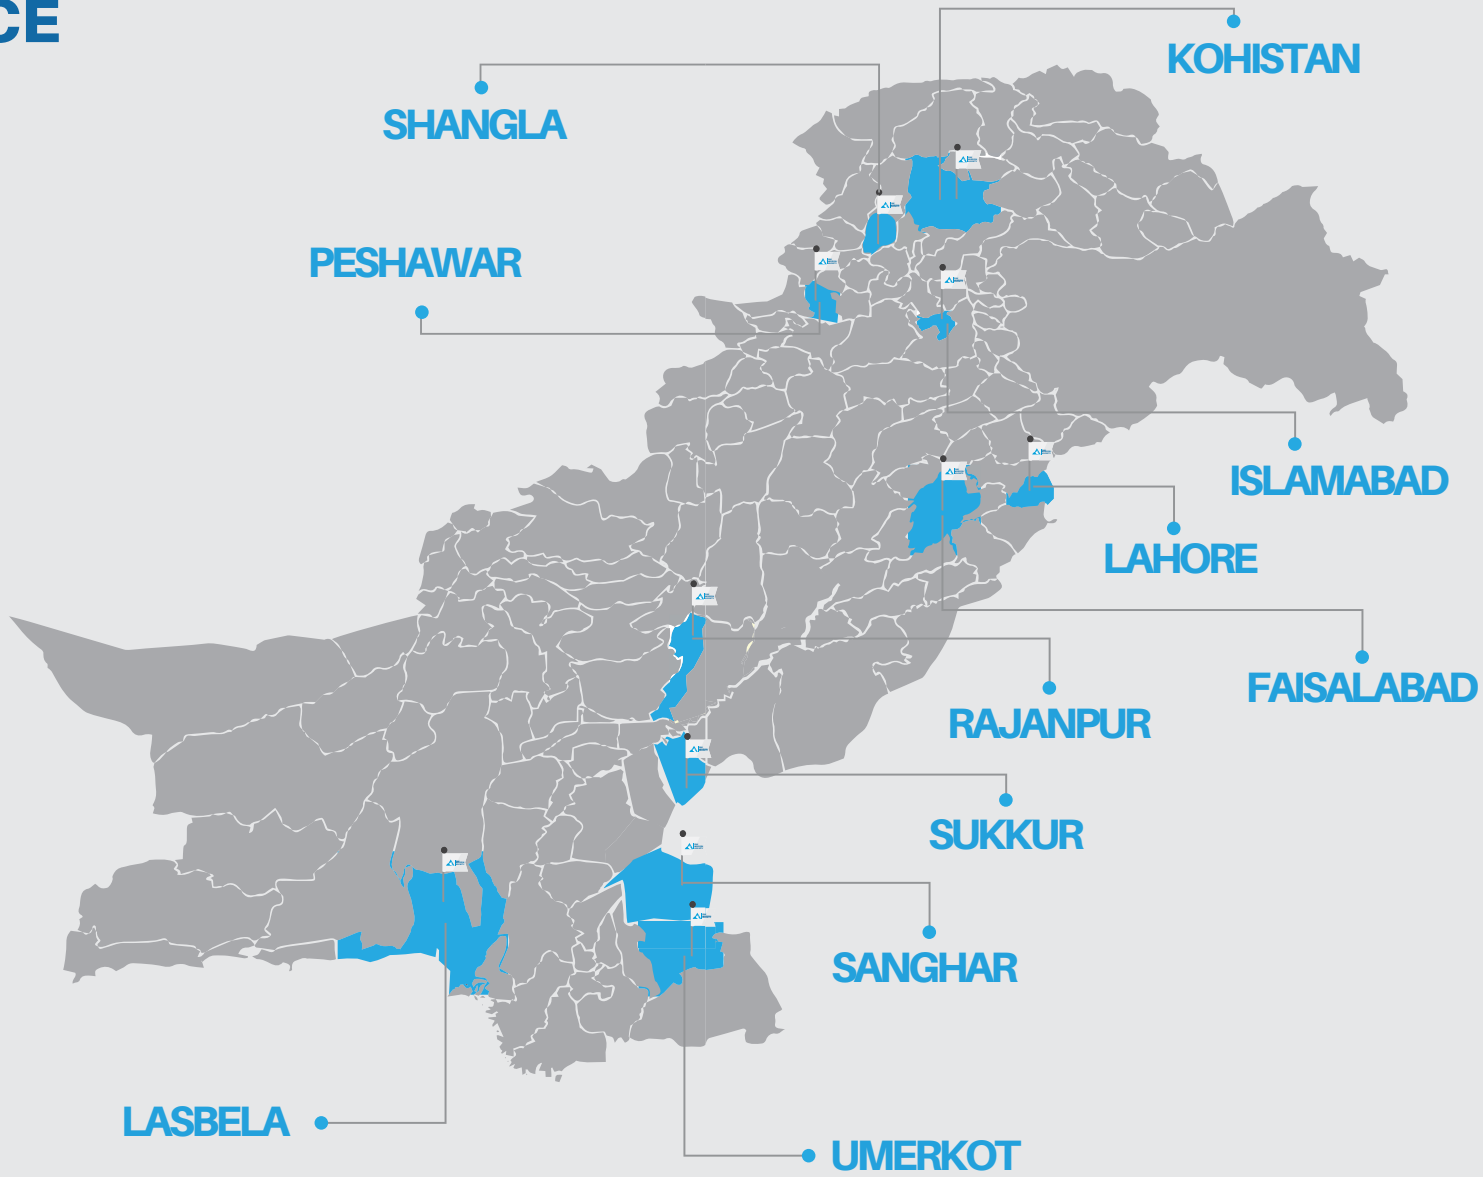 CE
KOHISTAN
SHANGLA
PESHAWAR
ISLAMABAD
LAHORE
FAISALABAD
RAJANPUR
SUKKUR
SANGHAR
LASBELA
UMERKOT